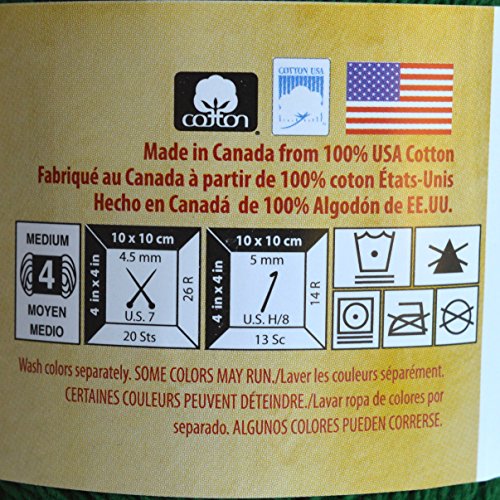 cotton
COTTON USA
Made in Canada from 100% USA Cotton
Fabriqué au Canada à partir de 100% coton États-Unis
Hecho en Canadá de 100% Algodón de EE.UU.
MEDIUM
4
MOYEN
MEDIO
10 x 10 cm
4 in x 4 in
4.5 mm
U.S. 7
26 R
20 Sts
10 x 10 cm
4 in x 4 in
5 mm
U.S. H/8
14 R
13 Sc
Wash colors separately. SOME COLORS MAY RUN./Laver les couleurs séparément.
CERTAINES COULEURS PEUVENT DÉTEINDRE./Lavar ropa de colores por
separado. ALGUNOS COLORES PUEDEN CORRERSE.